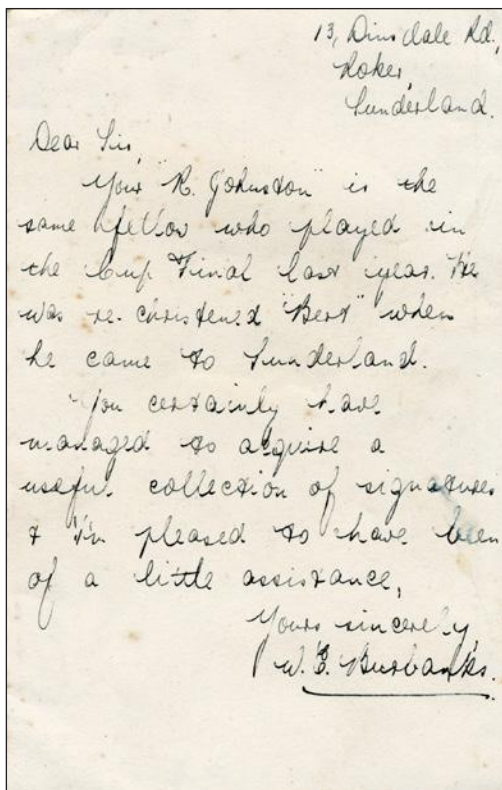 13, Dinsdale Rd,
Roker,
Sunderland.
Dear Sir,
Your "R. Johnston" is the
same fellow who played in
the Cup Final last year. He
was re-christened "Bert" when
he came to Sunderland.
You certainly have
managed to acquire a
useful collection of signatures
& I'm pleased to have been
of a little assistance,
Yours sincerely,
W. E. Burbanks.